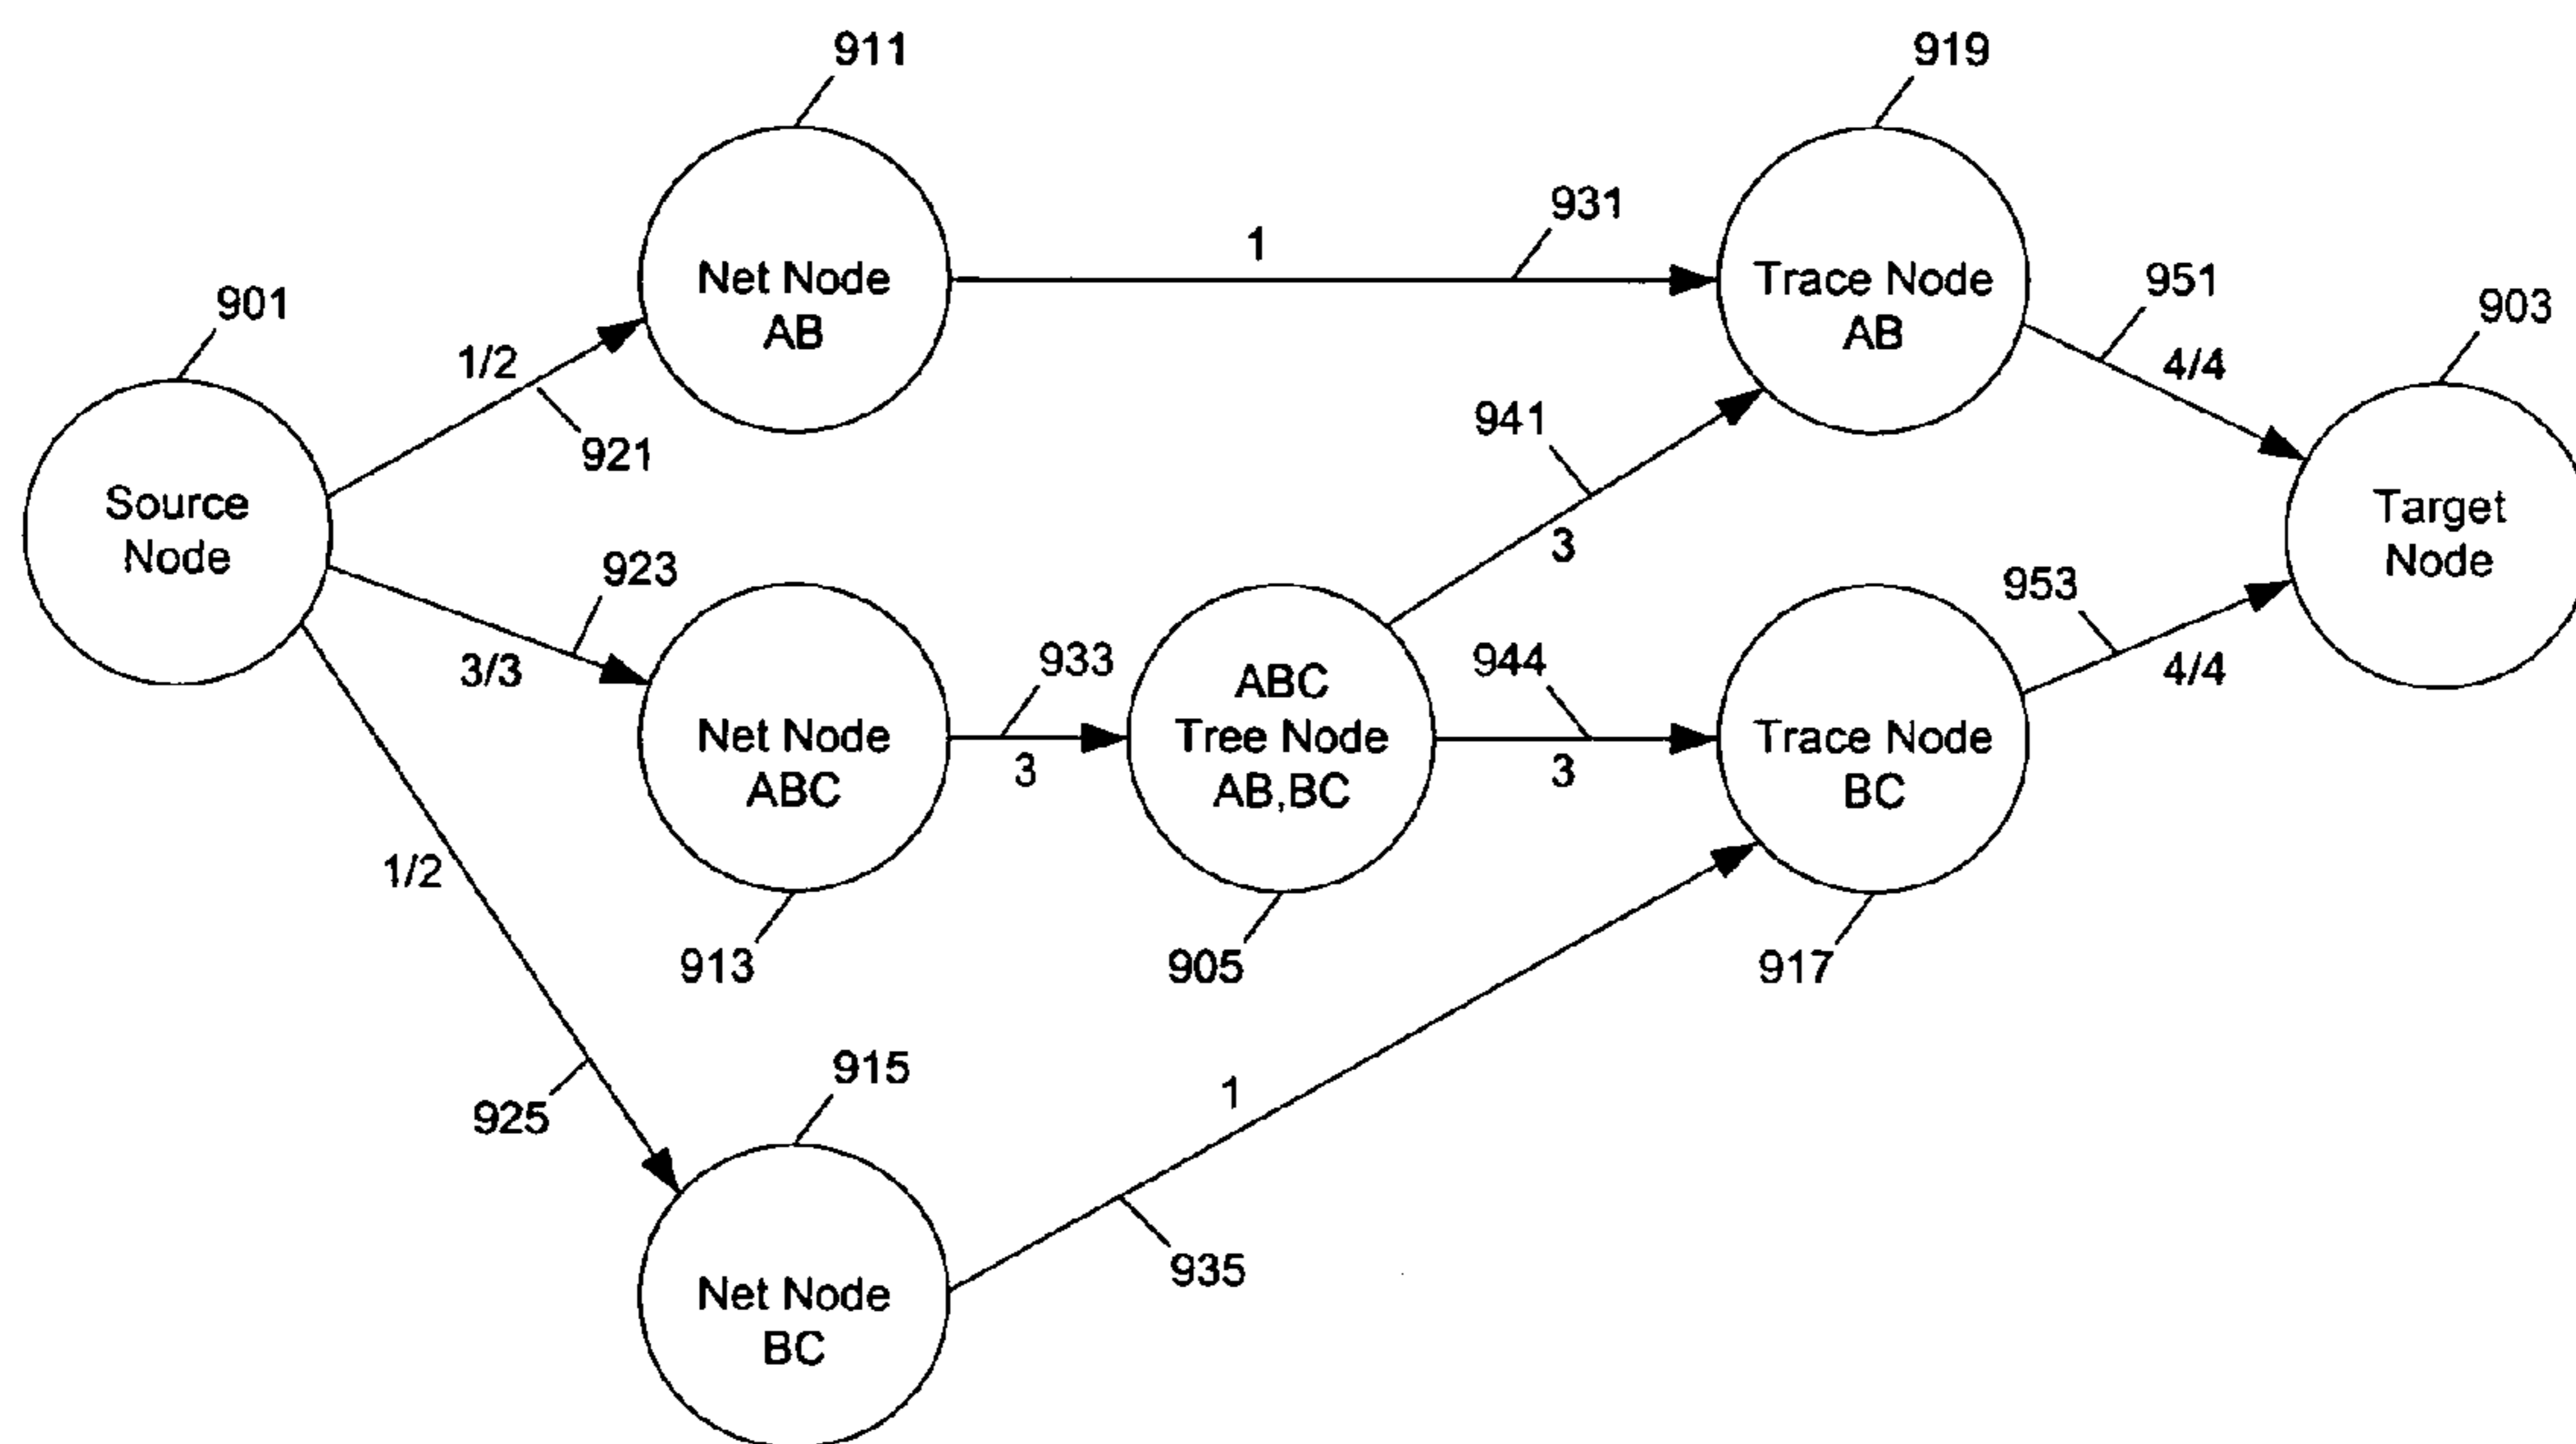 911
919
931
1
901
Net Node
AB
Trace Node
AB
951
903
1/2
4/4
921
941
Source
Node
Target
Node
923
3
953
3/3
933
944
4/4
Net Node
ABC
3
ABC
Tree Node
AB,BC
3
Trace Node
BC
1/2
913
905
917
915
925
1
935
Net Node
BC